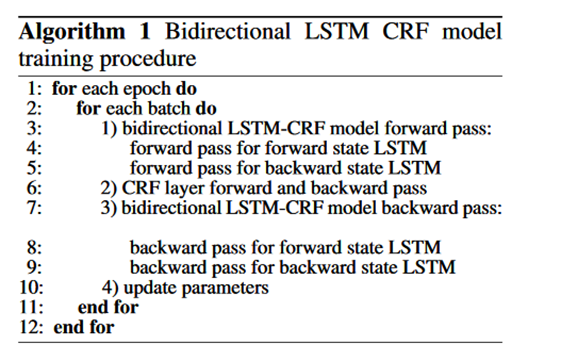 Algorithm 1 Bidirectional LSTM CRF model
training procedure
1: for each epoch do
2: for each batch do
3: 1) bidirectional LSTM-CRF model forward pass:
4: forward pass for forward state LSTM
5: forward pass for backward state LSTM
6: 2) CRF layer forward and backward pass
7: 3) bidirectional LSTM-CRF model backward pass:
8: backward pass for forward state LSTM
9: backward pass for backward state LSTM
10: 4) update parameters
11: end for
12: end for